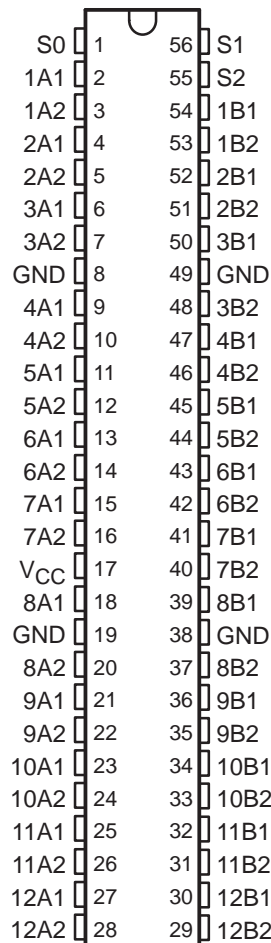 S0 1 56 S1
1A1 2 55 S2
1A2 3 54 1B1
2A1 4 53 1B2
2A2 5 52 2B1
3A1 6 51 2B2
3A2 7 50 3B1
GND 8 49 GND
4A1 9 48 3B2
4A2 10 47 4B1
5A1 11 46 4B2
5A2 12 45 5B1
6A1 13 44 5B2
6A2 14 43 6B1
7A1 15 42 6B2
7A2 16 41 7B1
VCC 17 40 7B2
8A1 18 39 8B1
GND 19 38 GND
8A2 20 37 8B2
9A1 21 36 9B1
9A2 22 35 9B2
10A1 23 34 10B1
10A2 24 33 10B2
11A1 25 32 11B1
11A2 26 31 11B2
12A1 27 30 12B1
12A2 28 29 12B2